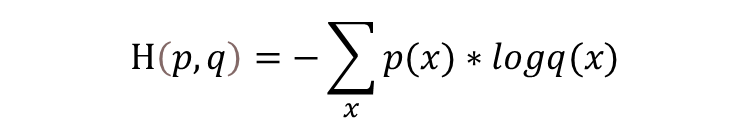 H(p,q) = − ∑ p(x) * logq(x)
x